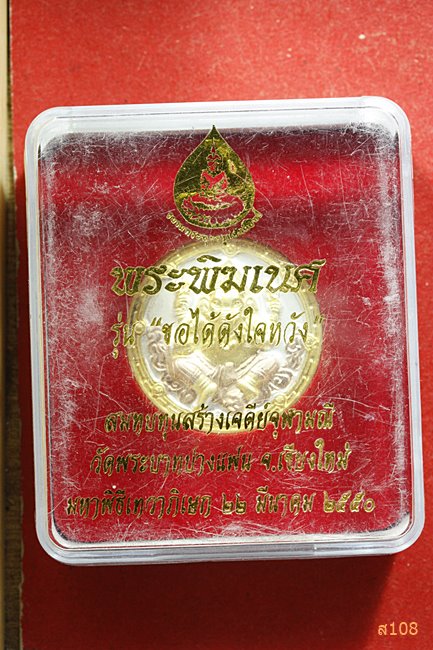 พระพิฆเนศ
รุ่น "ขอได้ดังใจหวัง"
สมทบทุนสร้างเจดีย์จุฬามณี
วัดพระบาทปางแฟน จ.เชียงใหม่
มหาพิธีเทวาภิเษก ๒๒ มีนาคม ๒๕๕๐
ส108